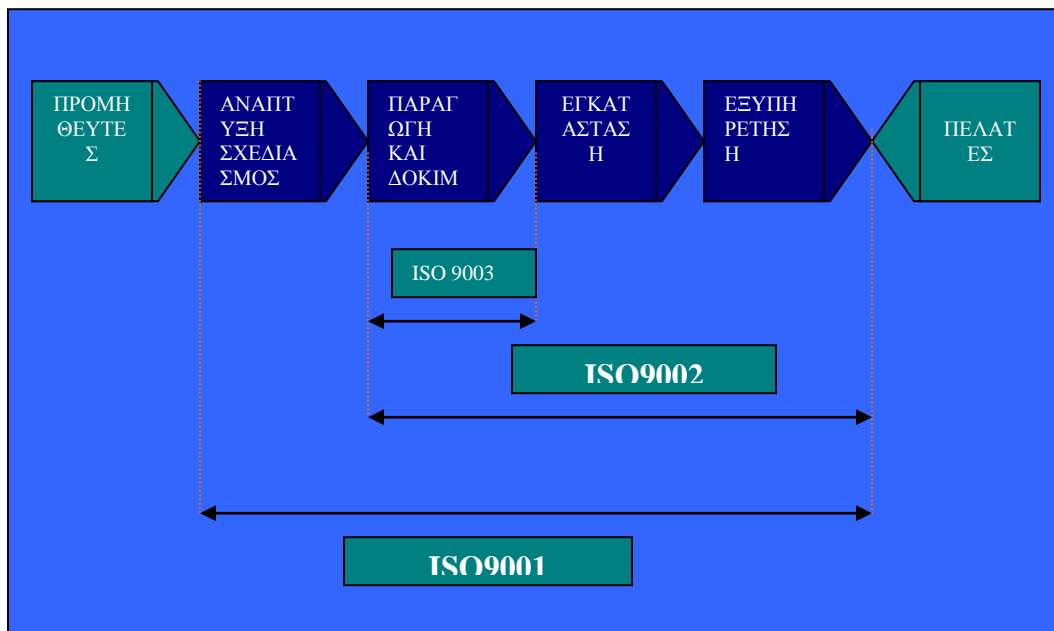 ΠΡΟΜΗ
ΘΕΥΤΕ
Σ
ΑΝΑΠΤ
ΥΞΗ
ΣΧΕΔΙΑ
ΣΜΟΣ
ΠΑΡΑΓ
ΩΓΗ
ΚΑΙ
ΔΟΚΙΜ
ΕΓΚΑΤ
ΑΣΤΑΣ
Η
ΕΞΥΠΗ
ΡΕΤΗΣ
Η
ΠΕΛΑΤ
ΕΣ
ISO 9003
ISO9002
ISO9001